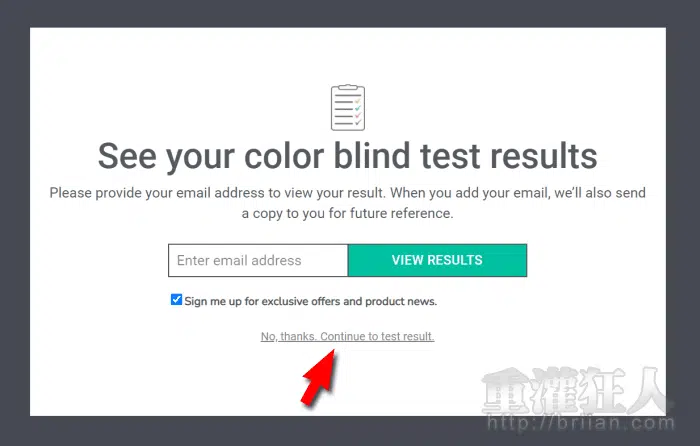 See your color blind test results
Please provide your email address to view your result. When you add your email, we'll also send
a copy to you for future reference.
Enter email address
VIEW RESULTS
Sign me up for exclusive offers and product news.
No, thanks. Continue to test result.
重灌狂人
http://briian.com